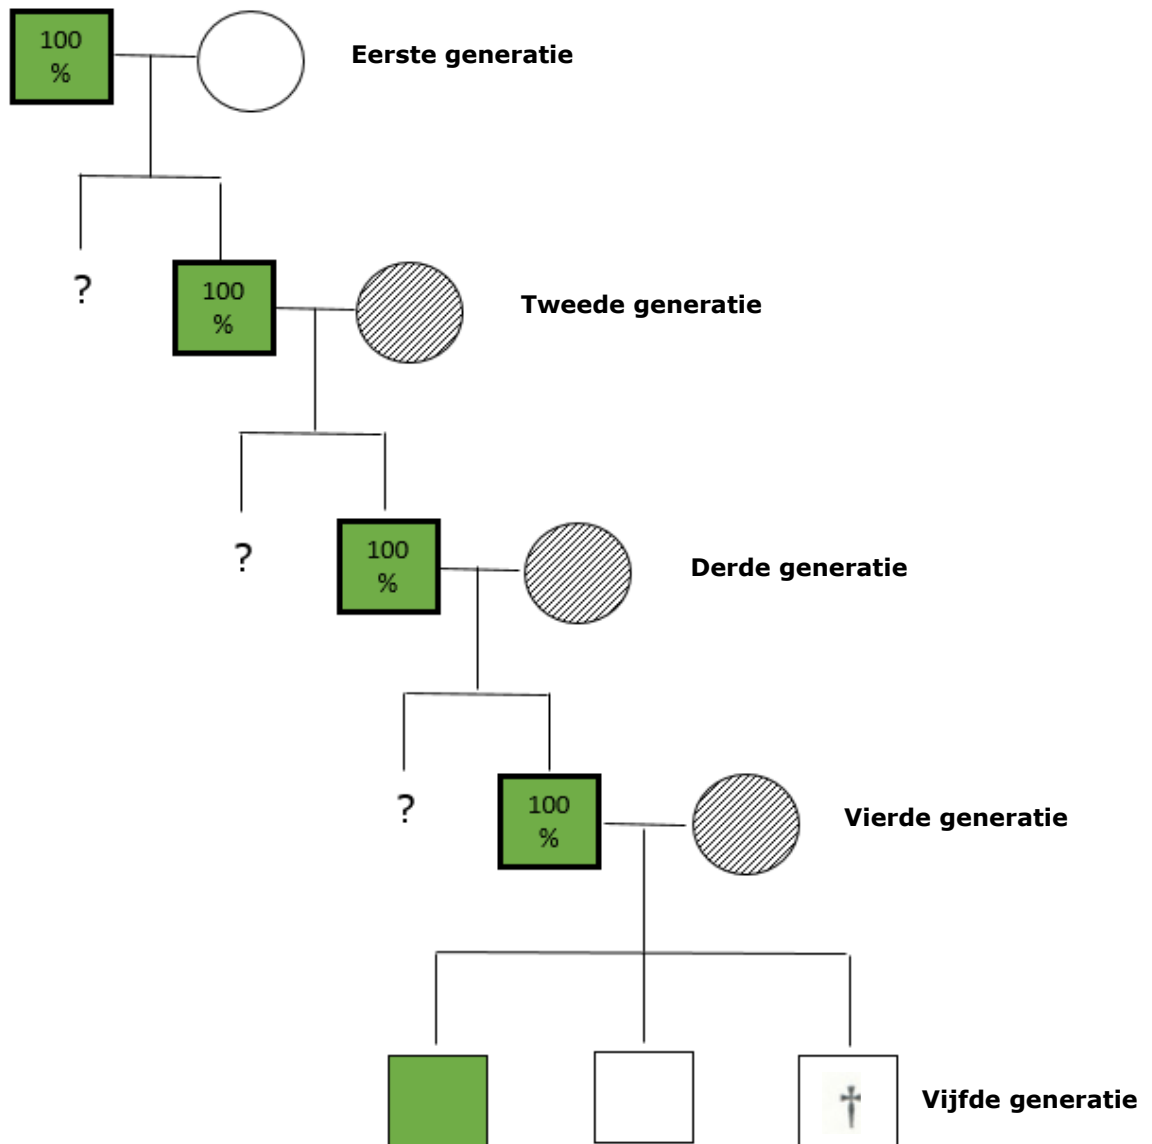 100
%
Eerste generatie
?
100
%
Tweede generatie
?
100
%
Derde generatie
?
100
%
Vierde generatie
†
Vijfde generatie